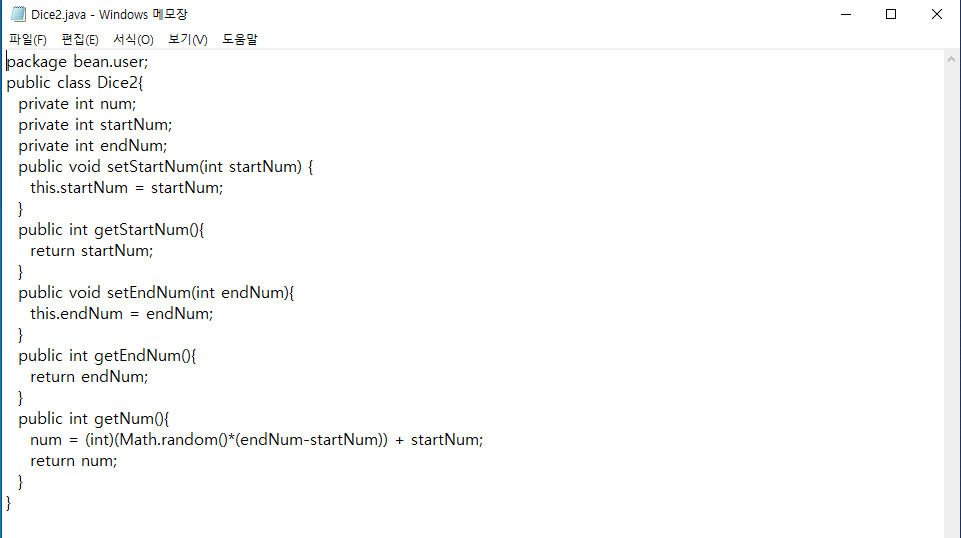 Dice2.java - Windows 메모장
파일(F) 편집(E) 서식(O) 보기(V) 도움말
package bean.user;
public class Dice2{
private int num;
private int startNum;
private int endNum;
public void setStartNum(int startNum) {
this.startNum = startNum;
}
public int getStartNum(){
return startNum;
}
public void setEndNum(int endNum){
this.endNum = endNum;
}
public int getEndNum(){
return endNum;
}
public int getNum(){
num = (int)(Math.random()*(endNum-startNum)) + startNum;
return num;
}
}